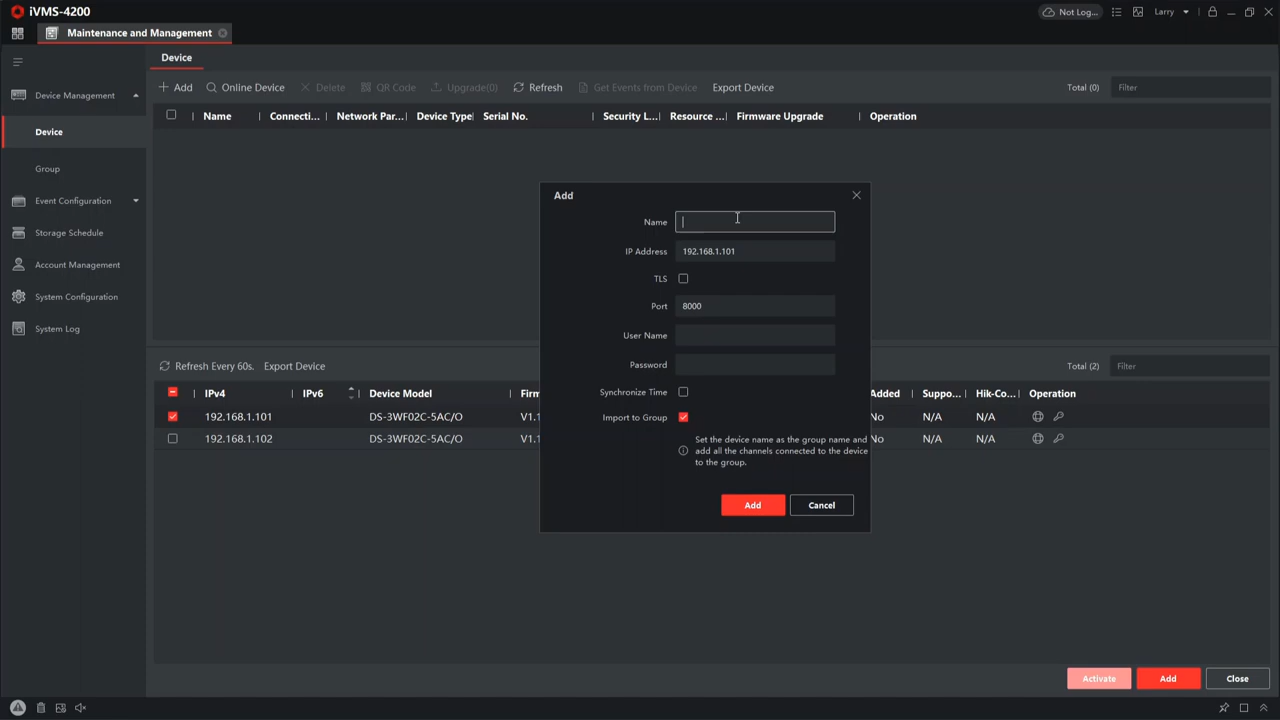 iVMS-4200
Not Log...
Larry
Maintenance and Management
Device
Device Management
Device
Group
Event Configuration
Storage Schedule
Account Management
System Configuration
System Log
Add Online Device Delete QR Code Upgrade(0) Refresh Get Events from Device Export Device Total (0) Filter
Name Connecti... Network Par... Device Type Serial No. Security L... Resource ... Firmware Upgrade Operation
Add
Name
IP Address 192.168.1.101
TLS
Port 8000
User Name
Password
Synchronize Time
Import to Group
Set the device name as the group name and
add all the channels connected to the device
to the group.
Add Cancel
Refresh Every 60s. Export Device Total (2) Filter
IPv4 IPv6 Device Model Firm Added Suppo... Hik-Co... Operation
192.168.1.101 DS-3WF02C-5AC/O V1.1 No N/A N/A
192.168.1.102 DS-3WF02C-5AC/O V1.1 No N/A N/A
Activate Add Close